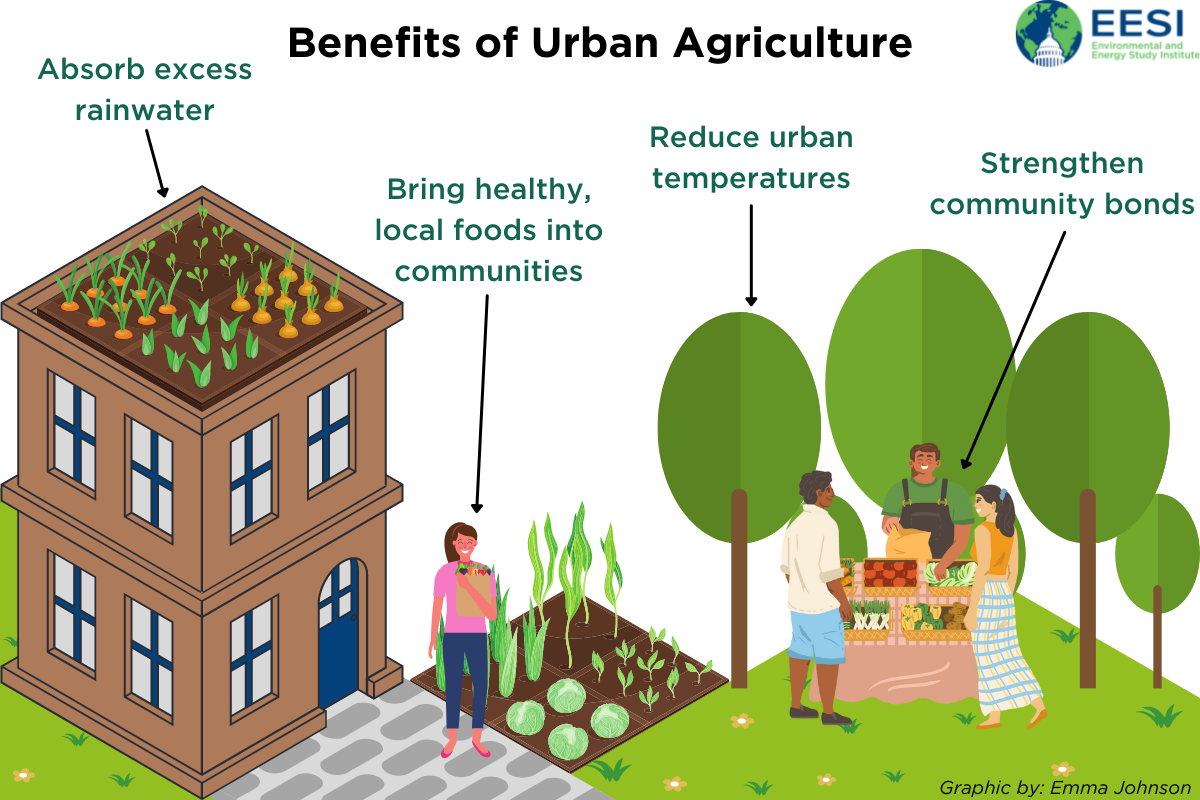 Benefits of Urban Agriculture
EESI
Environmental and
Energy Study Institute
Absorb excess
rainwater
Bring healthy,
local foods into
communities
Reduce urban
temperatures
Strengthen
community bonds
Graphic by: Emma Johnson